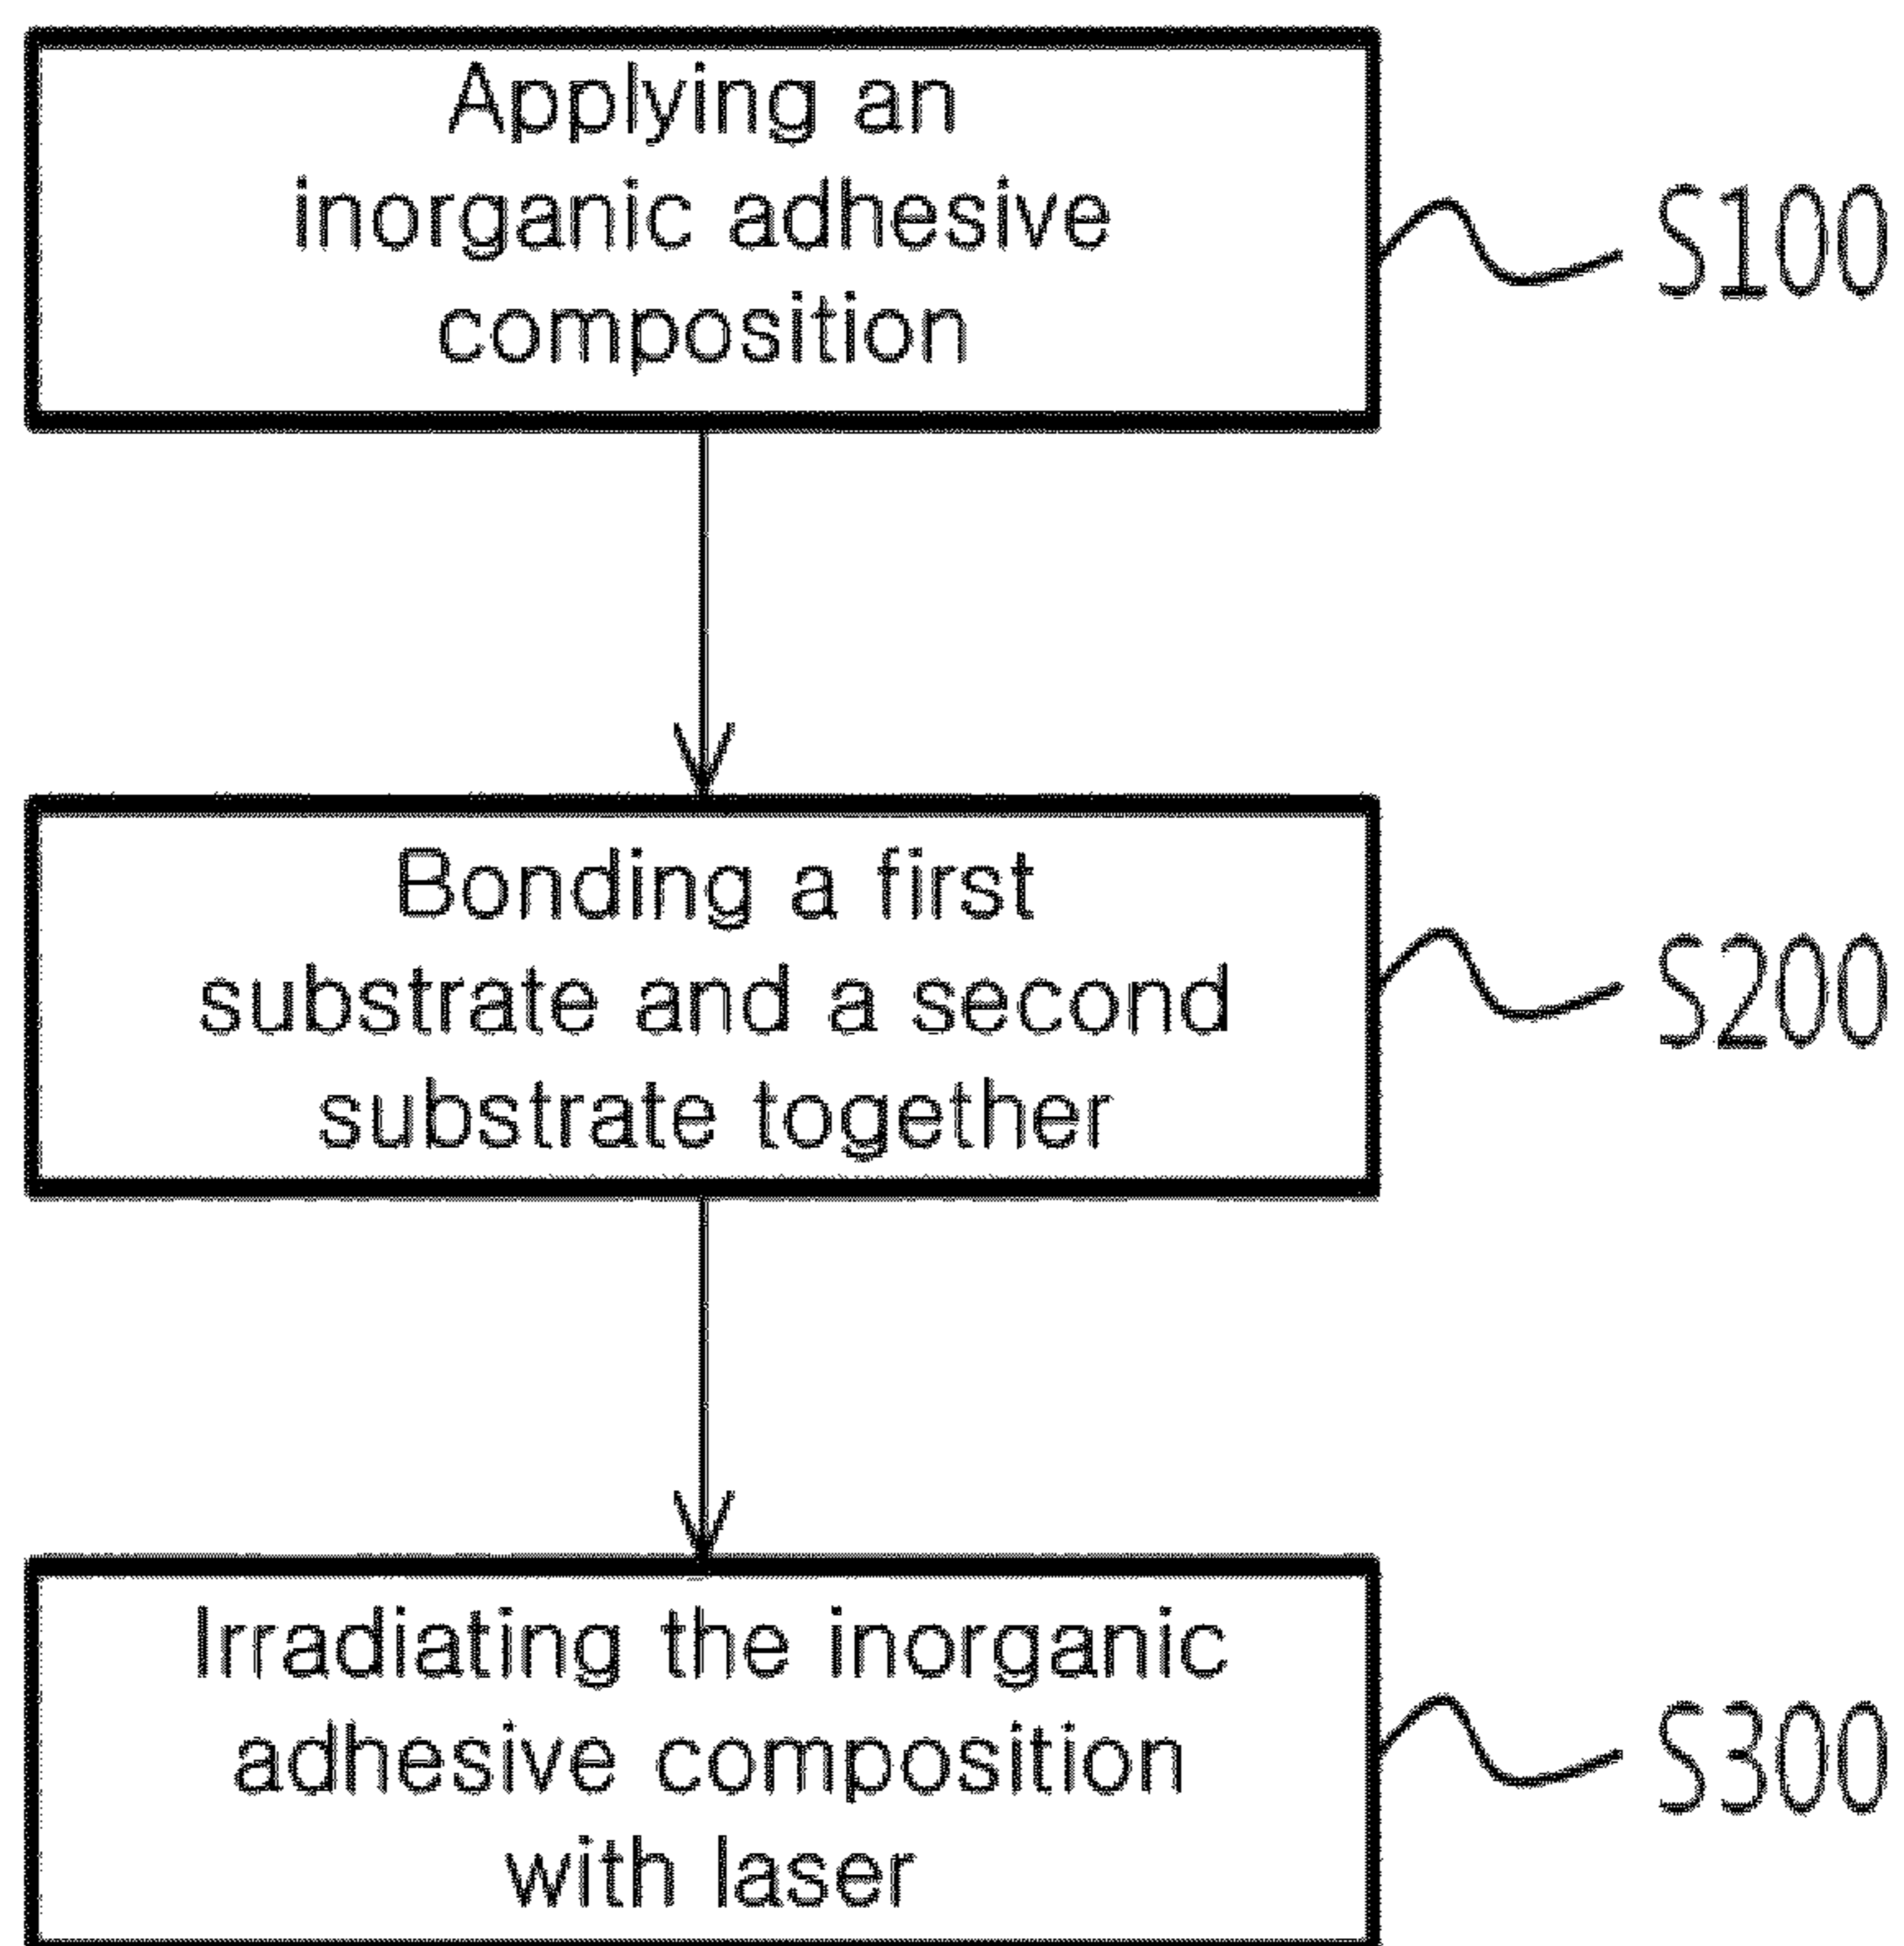 Applying an
inorganic adhesive
composition
S100
Bonding a first
substrate and a second
substrate together
S200
Irradiating the inorganic
adhesive composition
with laser
S300